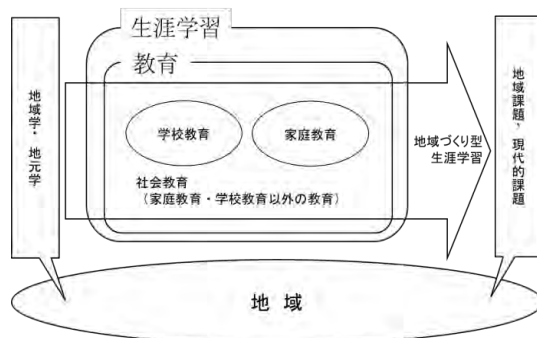 生涯学習
教育
地域学・地元学
学校教育
家庭教育
地域づくり型
生涯学習
社会教育
(家庭教育・学校教育以外の教育)
地域課題，現代的課題
地域